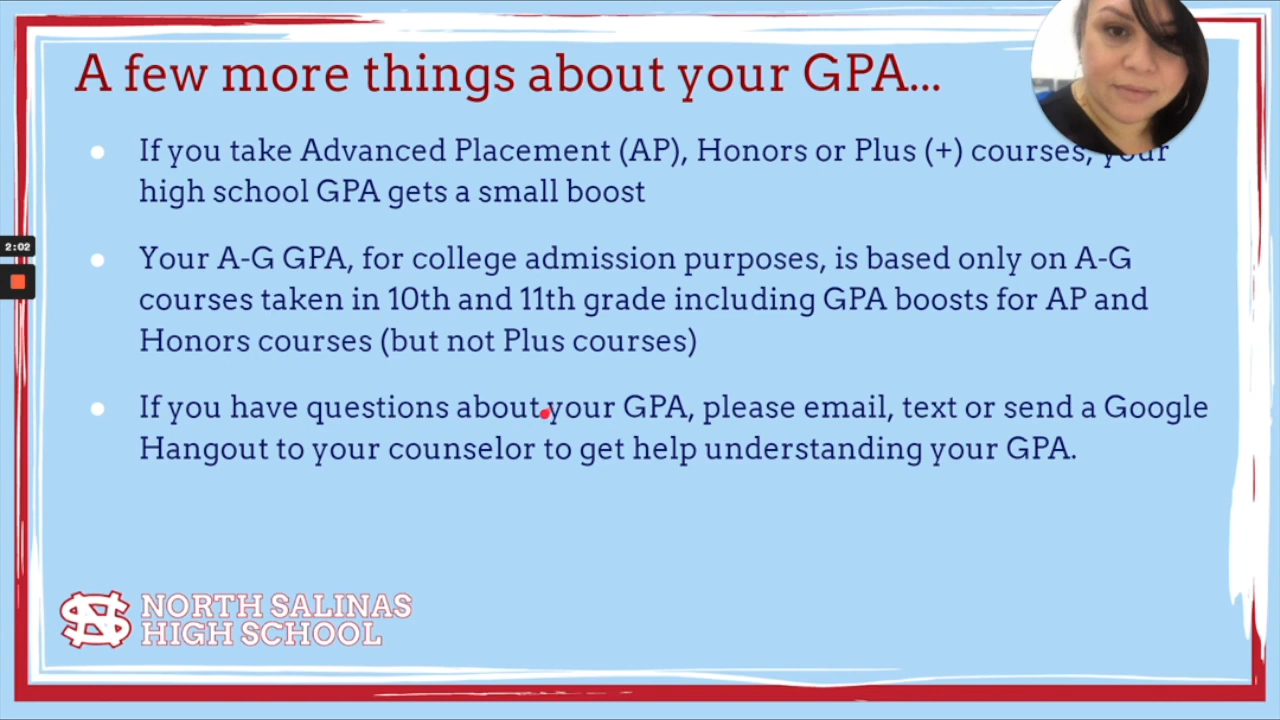 A few more things about your GPA...
If you take Advanced Placement (AP), Honors or Plus (+) courses, your
high school GPA gets a small boost
Your A-G GPA, for college admission purposes, is based only on A-G
courses taken in 10th and 11th grade including GPA boosts for AP and
Honors courses (but not Plus courses)
2:02
If you have questions about your GPA, please email, text or send a Google
Hangout to your counselor to get help understanding your GPA.
NS
NORTH SALINAS
HIGH SCHOOL